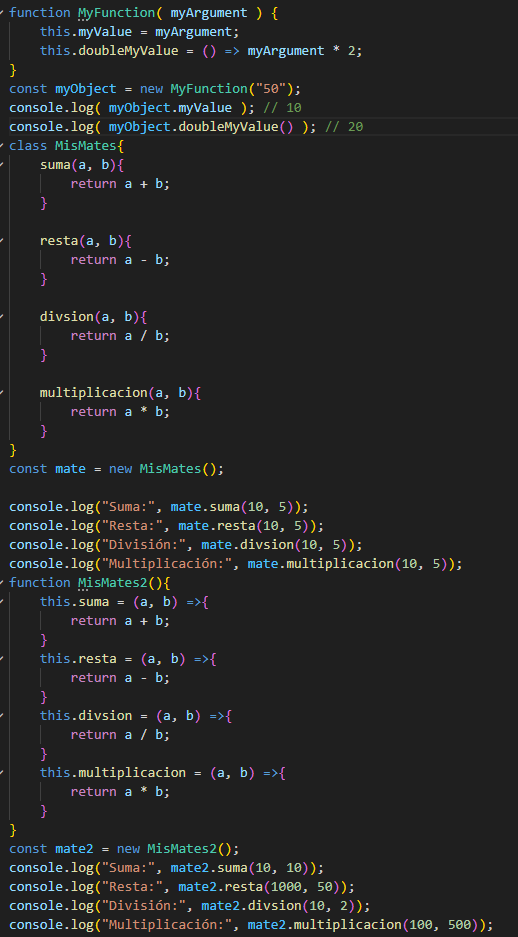 function MyFunction( myArgument ) {
    this.myValue = myArgument;
    this.doubleMyValue = () => myArgument * 2;
}
const myObject = new MyFunction("50");
console.log( myObject.myValue ); // 10
console.log( myObject.doubleMyValue() ); // 20
class MisMates{
    suma(a, b){
        return a + b;
    }

    resta(a, b){
        return a - b;
    }

    divsion(a, b){
        return a / b;
    }

    multiplicacion(a, b){
        return a * b;
    }
}
const mate = new MisMates();

console.log("Suma:", mate.suma(10, 5));
console.log("Resta:", mate.resta(10, 5));
console.log("División:", mate.divsion(10, 5));
console.log("Multiplicación:", mate.multiplicacion(10, 5));
function MisMates2(){
    this.suma = (a, b) =>{
        return a + b;
    }
    this.resta = (a, b) =>{
        return a - b;
    }
    this.divsion = (a, b) =>{
        return a / b;
    }
    this.multiplicacion = (a, b) =>{
        return a * b;
    }
}
const mate2 = new MisMates2();
console.log("Suma:", mate2.suma(10, 10));
console.log("Resta:", mate2.resta(1000, 50));
console.log("División:", mate2.divsion(10, 2));
console.log("Multiplicación:", mate2.multiplicacion(100, 500));